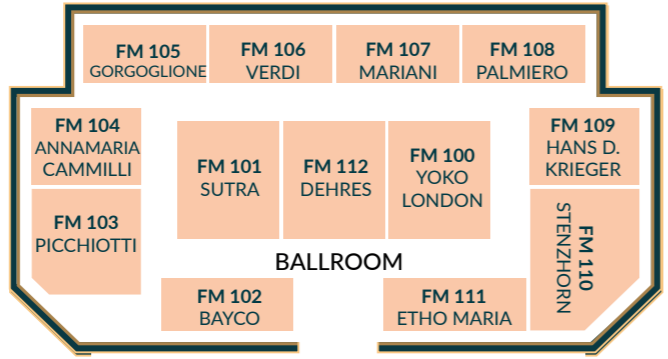 FM 105
GORGOGLIONE
FM 106
VERDI
FM 107
MARIANI
FM 108
PALMIERO
FM 104
ANNAMARIA
CAMMILLI
FM 101
SUTRA
FM 112
DEHRES
FM 100
YOKO
LONDON
FM 109
HANS D.
KRIEGER
FM 103
PICCHIOTTI
FM 110
STENZHORN
BALLROOM
FM 102
BAYCO
FM 111
ETHO MARIA